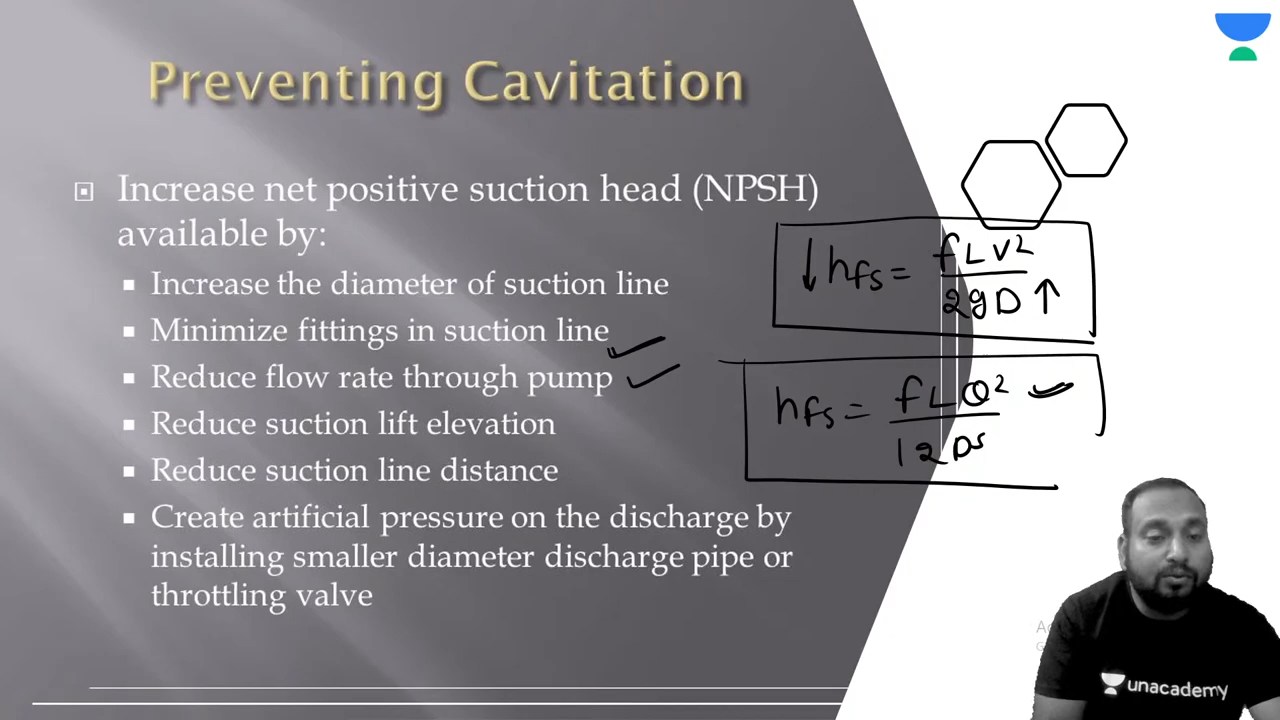 Preventing Cavitation
Increase net positive suction head (NPSH)
available by:
Increase the diameter of suction line
Minimize fittings in suction line
Reduce flow rate through pump
Reduce suction lift elevation
Reduce suction line distance
Create artificial pressure on the discharge by
installing smaller diameter discharge pipe or
throttling valve
↓ hfs = fLV²
2gD ↑
hfs = fLQ²
12D⁵
unacademy